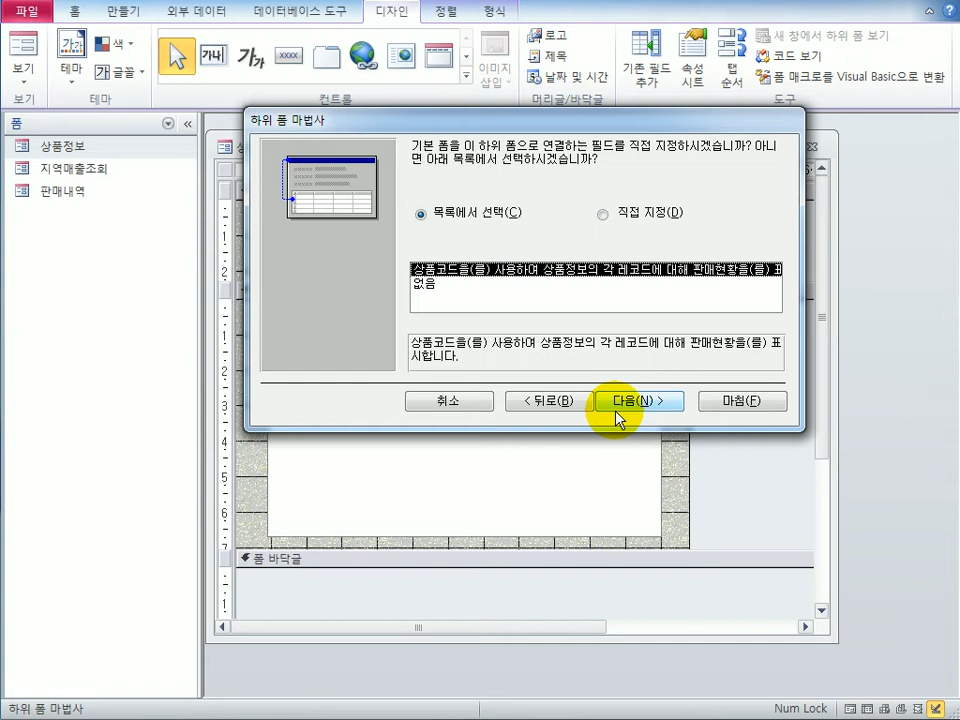 파일 홈 만들기 외부 데이터 데이터베이스 도구 디자인 정렬 형식
보기
보기
가가
테마
색
가 글꼴
테마
가나
가가
xxxx
컨트롤
이미지
삽입
로고
제목
날짜 및 시간
머리글/바닥글
기존 필드
추가
속성
시트
탭
순서
새 창에서 하위 폼 보기
코드 보기
폼 매크로를 Visual Basic으로 변환
도구
폼
상품정보
지역매출조회
판매내역
하위 폼 마법사
기본 폼을 이 하위 폼으로 연결하는 필드를 직접 지정하시겠습니까? 아니
면 아래 목록에서 선택하시겠습니까?
목록에서 선택(C) 직접 지정(D)
상품코드을(를) 사용하여 상품정보의 각 레코드에 대해 판매현황을(를) 표
없음
상품코드을(를) 사용하여 상품정보의 각 레코드에 대해 판매현황을(를) 표
시합니다.
취소 < 뒤로(B) 다음(N) > 마침(F)
1
2
1
2
3
4
5
6
7
폼 바닥글
1
하위 폼 마법사 Num Lock